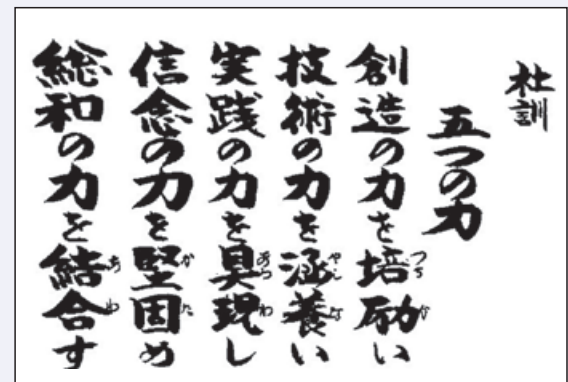 社訓
五つの力
創造の力を培励い
技術の力を涵養い
実践の力を具現し
信念の力を堅固め
総和の力を結合す